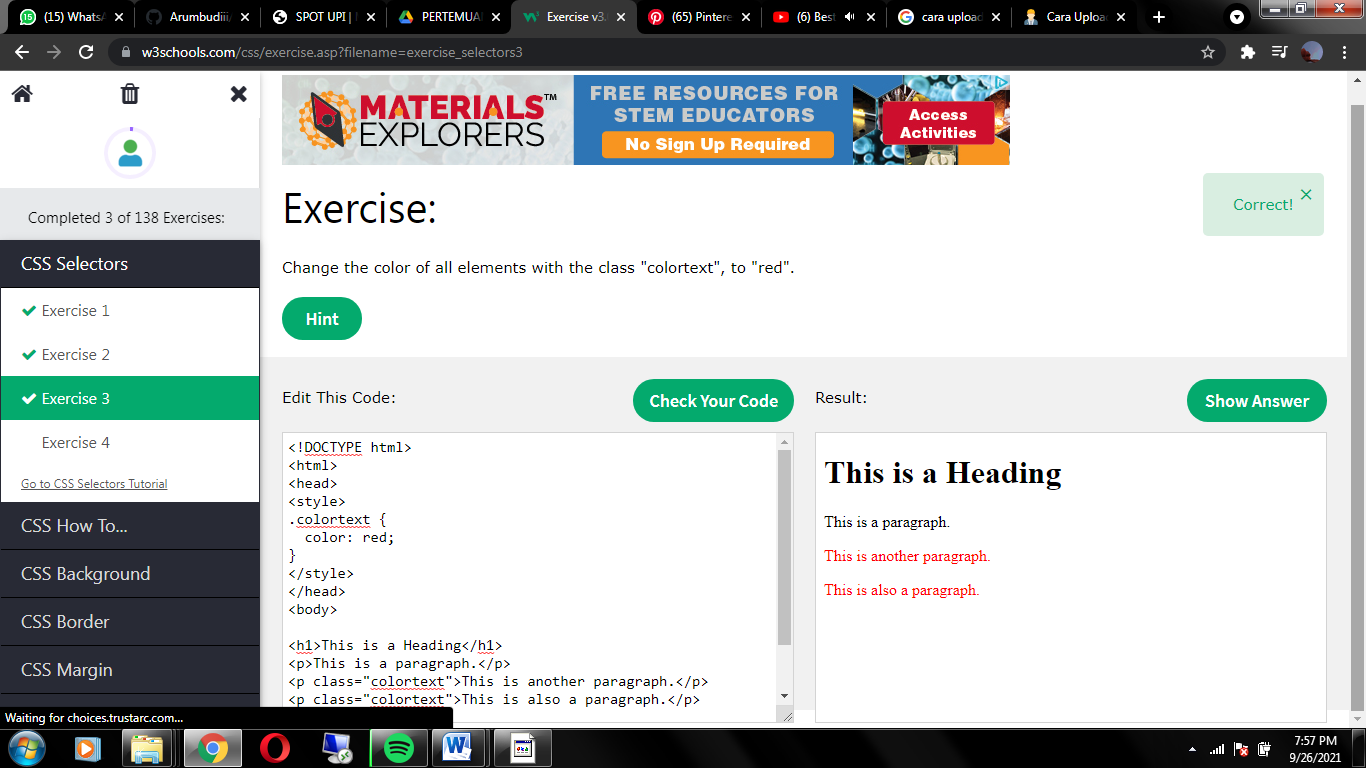 (15) WhatsA
Arumbudiii/
SPOT UPI |
PERTEMUA
Exercise v3.
(65) Pintere
(6) Best
cara upload
Cara Uploa
w3schools.com/css/exercise.asp?filename=exercise_selectors3
MATERIALS™
EXPLORERS
FREE RESOURCES FOR
STEM EDUCATORS
No Sign Up Required
Access
Activities
Completed 3 of 138 Exercises:
CSS Selectors
Exercise 1
Exercise 2
Exercise 3
Exercise 4
Go to CSS Selectors Tutorial
CSS How To...
CSS Background
CSS Border
CSS Margin
Waiting for choices.trustarc.com...
Exercise:
Correct!
Change the color of all elements with the class "colortext", to "red".
Hint
Edit This Code:
Check Your Code
<!DOCTYPE html>
<html>
<head>
<style>
.colortext {
  color: red;
}
</style>
</head>
<body>
<h1>This is a Heading</h1>
<p>This is a paragraph.</p>
<p class="colortext">This is another paragraph.</p>
<p class="colortext">This is also a paragraph.</p>
Result:
Show Answer
This is a Heading
This is a paragraph.
This is another paragraph.
This is also a paragraph.
7:57 PM
9/26/2021